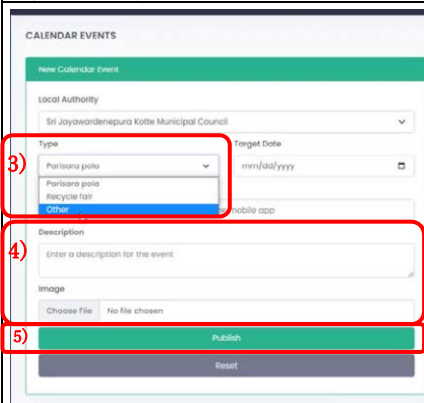 CALENDAR EVENTS
New Calendar Event
Local Authority
Sri Jayawardenepura Kotte Municipal Council
Type Target Date
3) Parisara pola mm/dd/yyyy
Parisara pola
Recycle fair
Other mobile app
4) Description
Enter a description for the event
Image
Choose File No file chosen
5) Publish
Reset